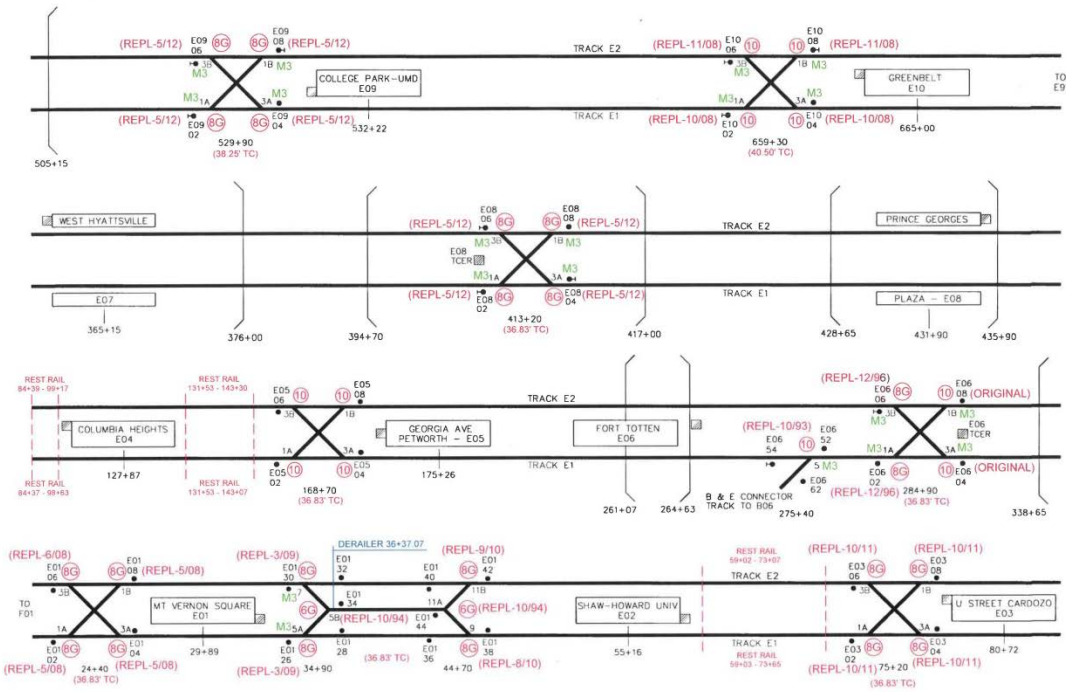 E09
06
8G
8G
E09
08
(REPL-5/12)
(REPL-5/12)
3B
1B
M3
M3
M3
1A
3A
M3
(REPL-5/12)
E09
02
8G
8G
E09
04
(REPL-5/12)
529+90
(38.25' TC)
505+15
COLLEGE PARK-UMD
E09
532+22
TRACK E2
TRACK E1
(REPL-11/08)
E10
06
10
10
E10
08
(REPL-11/08)
3B
1B
M3
M3
M3
1A
3A
M3
(REPL-10/08)
E10
02
10
10
E10
04
(REPL-10/08)
659+30
(40.50' TC)
GREENBELT
E10
665+00
TO
E9
WEST HYATTSVILLE
E07
365+15
376+00
394+70
(REPL-5/12)
E08
06
8G
8G
E08
08
(REPL-5/12)
E08
TCER
M3
3B
1B
M3
M3
1A
3A
M3
(REPL-5/12)
E08
02
8G
8G
E08
04
(REPL-5/12)
413+20
(36.83' TC)
417+00
TRACK E2
TRACK E1
428+65
PRINCE GEORGES
PLAZA - E08
431+90
435+90
REST RAIL
84+39 - 99+17
REST RAIL
131+53 - 143+30
COLUMBIA HEIGHTS
E04
127+87
REST RAIL
REST RAIL
131+53 - 143+07
E05
06
10
10
E05
08
3B
1B
1A
3A
E05
02
10
10
E05
04
168+70
(36.83' TC)
GEORGIA AVE
PETWORTH - E05
175+26
TRACK E2
TRACK E1
FORT TOTTEN
E06
261+07
264+63
(REPL-10/93)
E06
54
E06
52
5
M3
E06
62
B & E CONNECTOR
TRACK TO B06
275+40
(REPL-12/96)
E06
06
8G
10
E06
08
(ORIGINAL)
M3
3B
1B
M3
E06
TCER
M3
1A
3A
M3
(ORIGINAL)
E06
02
8G
10
E06
04
(REPL-12/96)
284+90
(36.83' TC)
338+65
(REPL-6/08)
E01
06
8G
8G
E01
08
(REPL-5/08)
3B
1B
TO
F01
1A
3A
E01
02
8G
8G
E01
04
(REPL-5/08)
(REPL-5/08)
24+40
(36.83' TC)
MT VERNON SQUARE
E01
29+89
DERAILER 36+37.07
(REPL-3/09)
E01
30
8G
E01
32
7
M3
E01
34
6G
5B
(REPL-10/94)
M3
5A
E01
26
8G
E01
28
(REPL-3/09)
34+90
(36.83' TC)
E01
40
(REPL-9/10)
8G
E01
42
11B
11A
6G
(REPL-10/94)
E01
44
9
E01
36
8G
E01
38
(REPL-8/10)
44+70
SHAW-HOWARD UNIV
E02
55+16
REST RAIL
59+02 - 73+07
TRACK E2
TRACK E1
REST RAIL
59+03 - 73+65
(REPL-10/11)
E03
06
8G
8G
E03
08
(REPL-10/11)
3B
1B
1A
3A
E03
02
8G
8G
E03
04
(REPL-10/11)
(REPL-10/11)
75+20
(36.83' TC)
U STREET CARDOZO
E03
80+72